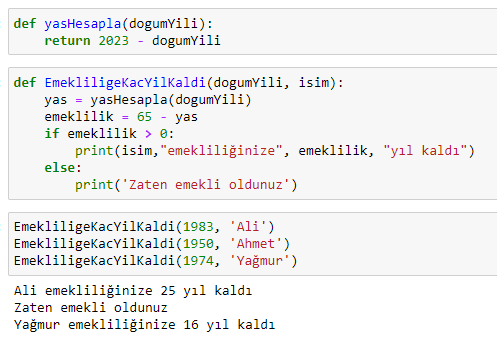 def yasHesapla(dogumYili):
    return 2023 - dogumYili
def EmekliligeKacYilKaldi(dogumYili, isim):
    yas = yasHesapla(dogumYili)
    emeklilik = 65 - yas
    if emeklilik > 0:
        print(isim,"emekliliğinize", emeklilik, "yıl kaldı")
    else:
        print('Zaten emekli oldunuz')
EmekliligeKacYilKaldi(1983, 'Ali')
EmekliligeKacYilKaldi(1950, 'Ahmet')
EmekliligeKacYilKaldi(1974, 'Yağmur')
Ali emekliliğinize 25 yıl kaldı
Zaten emekli oldunuz
Yağmur emekliliğinize 16 yıl kaldı